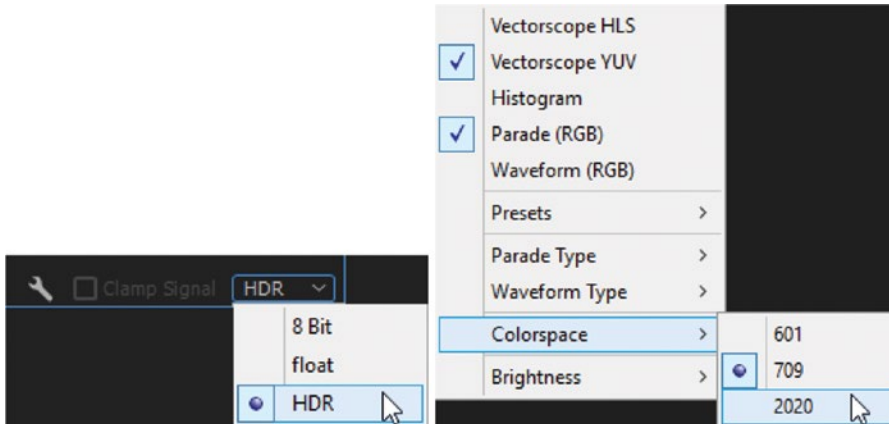 Clamp Signal HDR
8 Bit
float
HDR
Vectorscope HLS
Vectorscope YUV
Histogram
Parade (RGB)
Waveform (RGB)
Presets
Parade Type
Waveform Type
Colorspace
Brightness
601
709
2020